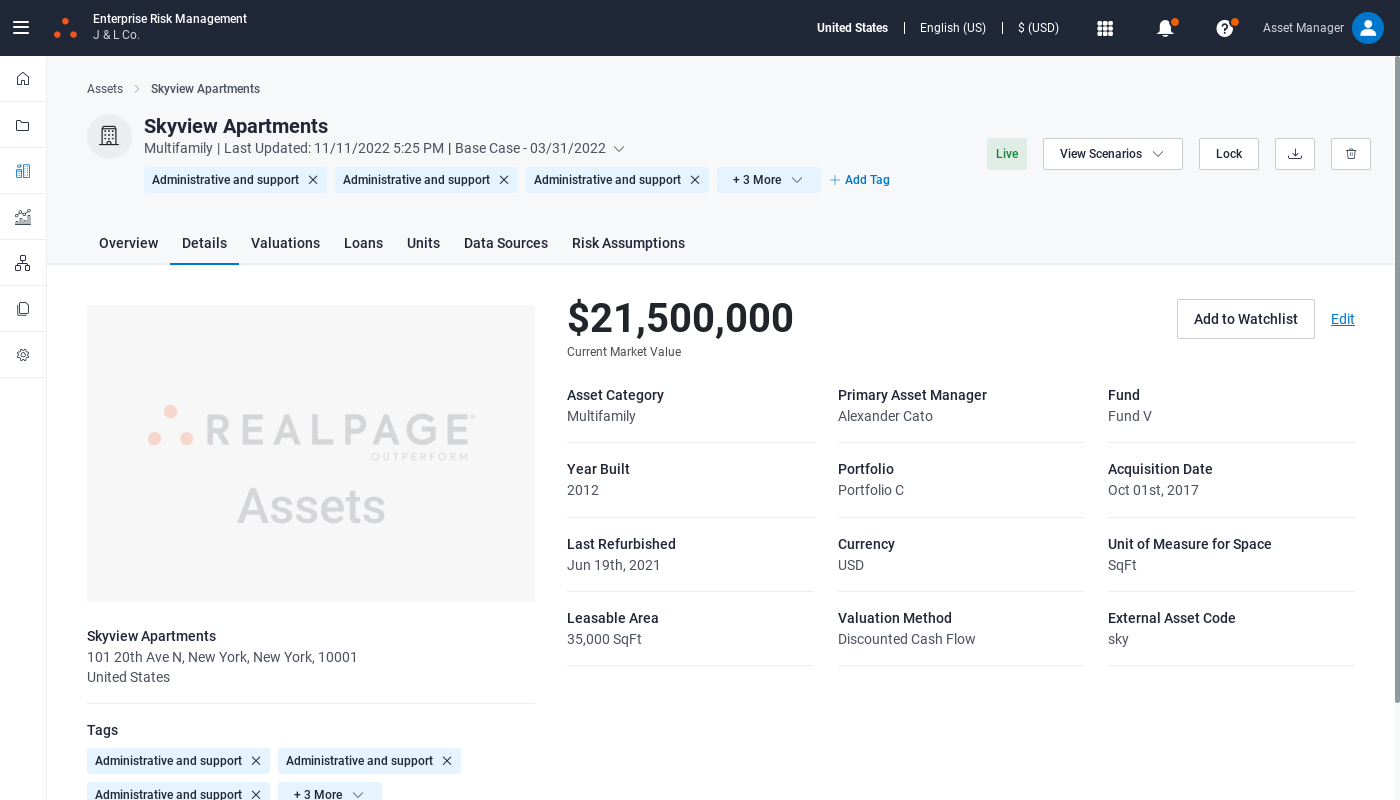 Enterprise Risk Management
J & L Co.
United States | English (US) | $ (USD)
Asset Manager
Assets > Skyview Apartments
Skyview Apartments
Multifamily | Last Updated: 11/11/2022 5:25 PM | Base Case - 03/31/2022
Live
View Scenarios
Lock
Administrative and support
Administrative and support
Administrative and support
+ 3 More
+ Add Tag
Overview
Details
Valuations
Loans
Units
Data Sources
Risk Assumptions
REALPAGE®
OUTPERFORM
Assets
Skyview Apartments
101 20th Ave N, New York, New York, 10001
United States
Tags
Administrative and support
Administrative and support
Administrative and support
+ 3 More
$21,500,000
Current Market Value
Add to Watchlist
Edit
Asset Category
Multifamily
Primary Asset Manager
Alexander Cato
Fund
Fund V
Year Built
2012
Portfolio
Portfolio C
Acquisition Date
Oct 01st, 2017
Last Refurbished
Jun 19th, 2021
Currency
USD
Unit of Measure for Space
SqFt
Leasable Area
35,000 SqFt
Valuation Method
Discounted Cash Flow
External Asset Code
sky